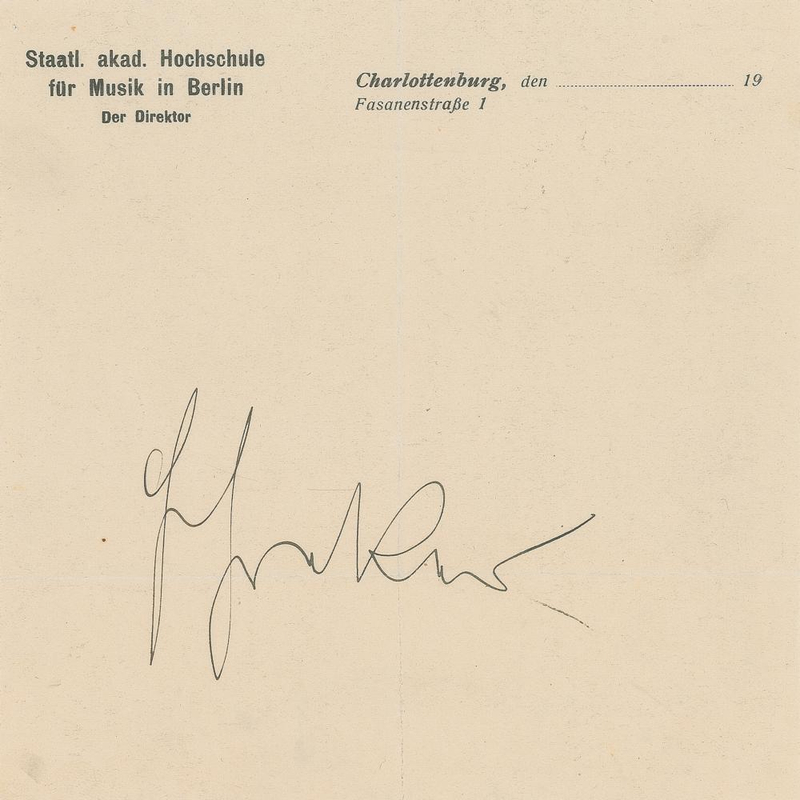 Staatl. akad. Hochschule
für Musik in Berlin
Der Direktor
Charlottenburg, den ........................ 19
Fasanenstraße 1